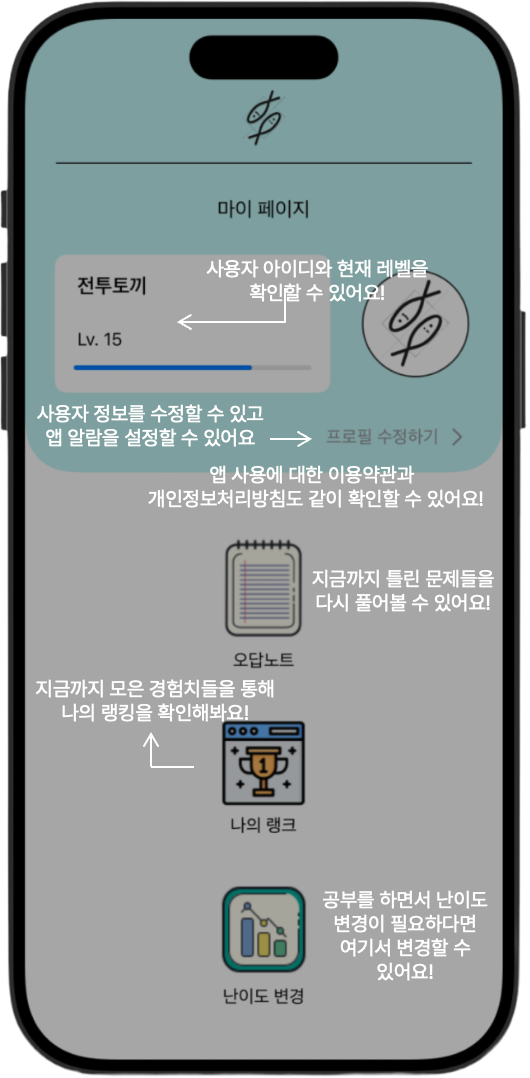 마이 페이지
사용자 아이디와 현재 레벨을
확인할 수 있어요!
전투토끼
Lv. 15
사용자 정보를 수정할 수 있고
앱 알람을 설정할 수 있어요
프로필 수정하기
앱 사용에 대한 이용약관과
개인정보처리방침도 같이 확인할 수 있어요!
지금까지 틀린 문제들을
다시 풀어볼 수 있어요!
오답노트
지금까지 모은 경험치들을 통해
나의 랭킹을 확인해봐요!
1
나의 랭크
공부를 하면서 난이도
변경이 필요하다면
여기서 변경할 수
있어요!
난이도 변경